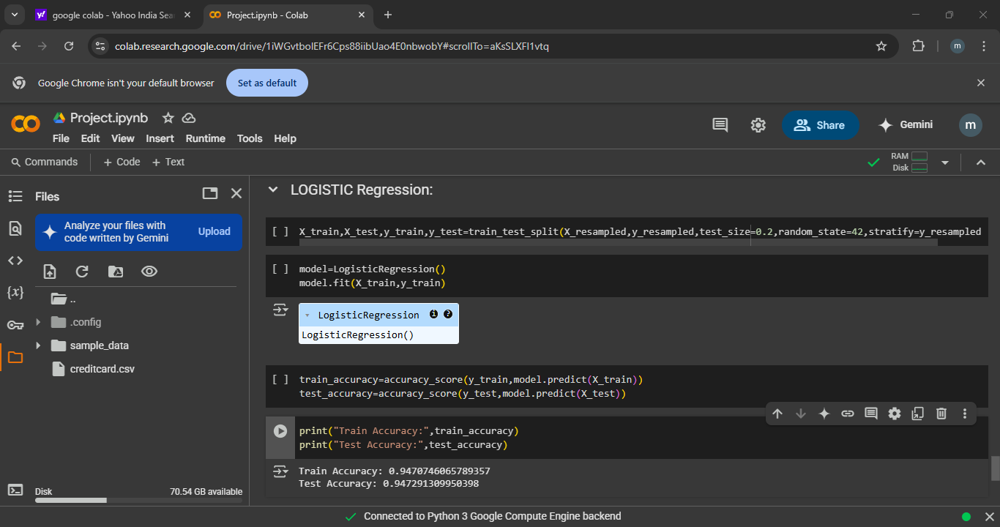 google colab - Yahoo India Sea
Project.ipynb - Colab
colab.research.google.com/drive/1iWGvtbolEFr6Cps88iibUao4E0nbwobY#scrollTo=aKsSLXFI1vtq
m
Google Chrome isn't your default browser
Set as default
Project.ipynb
File Edit View Insert Runtime Tools Help
Share
Gemini
m
Commands + Code + Text
RAM
Disk
Files
Analyze your files with
code written by Gemini
Upload
{x}
..
.config
sample_data
creditcard.csv
Disk 70.54 GB available
LOGISTIC Regression:
[ ] X_train,X_test,y_train,y_test=train_test_split(X_resampled,y_resampled,test_size=0.2,random_state=42,stratify=y_resampled
[ ] model=LogisticRegression()
model.fit(X_train,y_train)
LogisticRegression i ?
LogisticRegression()
[ ] train_accuracy=accuracy_score(y_train,model.predict(X_train))
test_accuracy=accuracy_score(y_test,model.predict(X_test))
print("Train Accuracy:",train_accuracy)
print("Test Accuracy:",test_accuracy)
Train Accuracy: 0.9470746065789357
Test Accuracy: 0.947291309950398
Connected to Python 3 Google Compute Engine backend